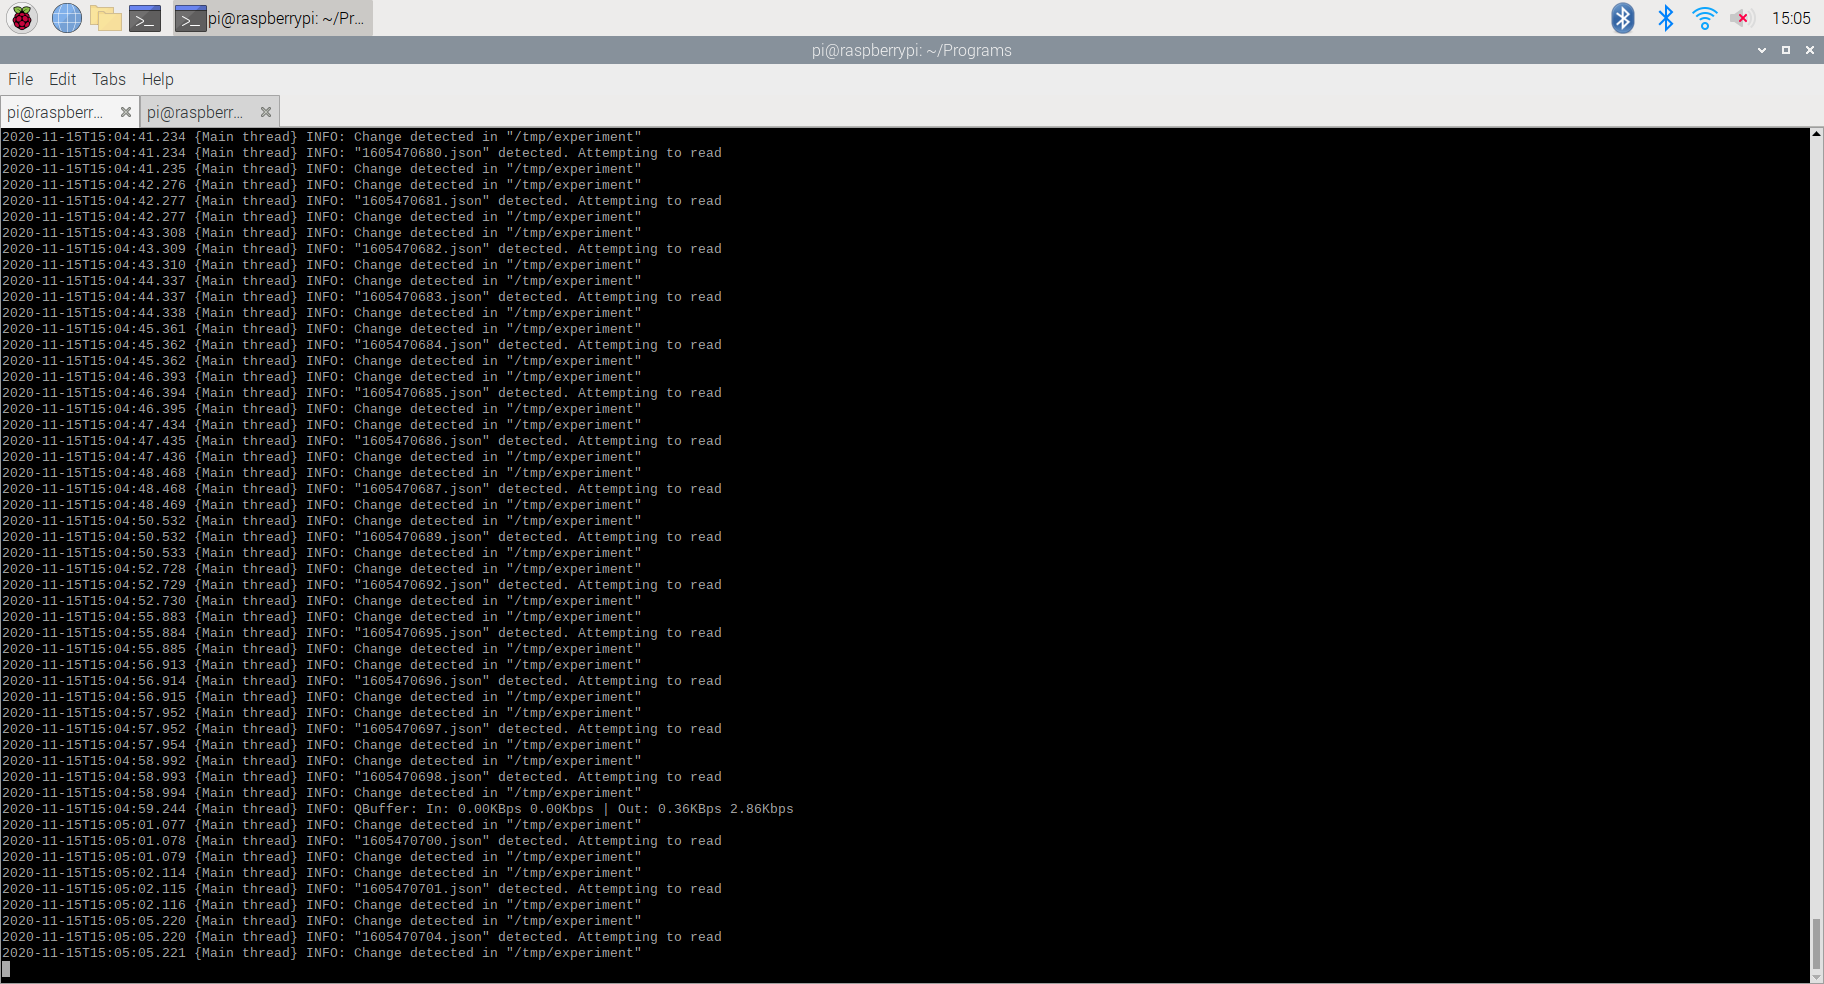 pi@raspberrypi: ~/Pr...
15:05
pi@raspberrypi: ~/Programs
File Edit Tabs Help
pi@raspberr... pi@raspberr...
2020-11-15T15:04:41.234 {Main thread} INFO: Change detected in "/tmp/experiment"
2020-11-15T15:04:41.234 {Main thread} INFO: "1605470680.json" detected. Attempting to read
2020-11-15T15:04:41.235 {Main thread} INFO: Change detected in "/tmp/experiment"
2020-11-15T15:04:42.276 {Main thread} INFO: Change detected in "/tmp/experiment"
2020-11-15T15:04:42.277 {Main thread} INFO: "1605470681.json" detected. Attempting to read
2020-11-15T15:04:42.277 {Main thread} INFO: Change detected in "/tmp/experiment"
2020-11-15T15:04:43.308 {Main thread} INFO: Change detected in "/tmp/experiment"
2020-11-15T15:04:43.309 {Main thread} INFO: "1605470682.json" detected. Attempting to read
2020-11-15T15:04:43.310 {Main thread} INFO: Change detected in "/tmp/experiment"
2020-11-15T15:04:44.337 {Main thread} INFO: Change detected in "/tmp/experiment"
2020-11-15T15:04:44.337 {Main thread} INFO: "1605470683.json" detected. Attempting to read
2020-11-15T15:04:44.338 {Main thread} INFO: Change detected in "/tmp/experiment"
2020-11-15T15:04:45.361 {Main thread} INFO: Change detected in "/tmp/experiment"
2020-11-15T15:04:45.362 {Main thread} INFO: "1605470684.json" detected. Attempting to read
2020-11-15T15:04:45.362 {Main thread} INFO: Change detected in "/tmp/experiment"
2020-11-15T15:04:46.393 {Main thread} INFO: Change detected in "/tmp/experiment"
2020-11-15T15:04:46.394 {Main thread} INFO: "1605470685.json" detected. Attempting to read
2020-11-15T15:04:46.395 {Main thread} INFO: Change detected in "/tmp/experiment"
2020-11-15T15:04:47.434 {Main thread} INFO: Change detected in "/tmp/experiment"
2020-11-15T15:04:47.435 {Main thread} INFO: "1605470686.json" detected. Attempting to read
2020-11-15T15:04:47.436 {Main thread} INFO: Change detected in "/tmp/experiment"
2020-11-15T15:04:48.468 {Main thread} INFO: Change detected in "/tmp/experiment"
2020-11-15T15:04:48.468 {Main thread} INFO: "1605470687.json" detected. Attempting to read
2020-11-15T15:04:48.469 {Main thread} INFO: Change detected in "/tmp/experiment"
2020-11-15T15:04:50.532 {Main thread} INFO: Change detected in "/tmp/experiment"
2020-11-15T15:04:50.532 {Main thread} INFO: "1605470689.json" detected. Attempting to read
2020-11-15T15:04:50.533 {Main thread} INFO: Change detected in "/tmp/experiment"
2020-11-15T15:04:52.728 {Main thread} INFO: Change detected in "/tmp/experiment"
2020-11-15T15:04:52.729 {Main thread} INFO: "1605470692.json" detected. Attempting to read
2020-11-15T15:04:52.730 {Main thread} INFO: Change detected in "/tmp/experiment"
2020-11-15T15:04:55.883 {Main thread} INFO: Change detected in "/tmp/experiment"
2020-11-15T15:04:55.884 {Main thread} INFO: "1605470695.json" detected. Attempting to read
2020-11-15T15:04:55.885 {Main thread} INFO: Change detected in "/tmp/experiment"
2020-11-15T15:04:56.913 {Main thread} INFO: Change detected in "/tmp/experiment"
2020-11-15T15:04:56.914 {Main thread} INFO: "1605470696.json" detected. Attempting to read
2020-11-15T15:04:56.915 {Main thread} INFO: Change detected in "/tmp/experiment"
2020-11-15T15:04:57.952 {Main thread} INFO: Change detected in "/tmp/experiment"
2020-11-15T15:04:57.952 {Main thread} INFO: "1605470697.json" detected. Attempting to read
2020-11-15T15:04:57.954 {Main thread} INFO: Change detected in "/tmp/experiment"
2020-11-15T15:04:58.992 {Main thread} INFO: Change detected in "/tmp/experiment"
2020-11-15T15:04:58.993 {Main thread} INFO: "1605470698.json" detected. Attempting to read
2020-11-15T15:04:58.994 {Main thread} INFO: Change detected in "/tmp/experiment"
2020-11-15T15:04:59.244 {Main thread} INFO: QBuffer: In: 0.00KBps 0.00Kbps | Out: 0.36KBps 2.86Kbps
2020-11-15T15:05:01.077 {Main thread} INFO: Change detected in "/tmp/experiment"
2020-11-15T15:05:01.078 {Main thread} INFO: "1605470700.json" detected. Attempting to read
2020-11-15T15:05:01.079 {Main thread} INFO: Change detected in "/tmp/experiment"
2020-11-15T15:05:02.114 {Main thread} INFO: Change detected in "/tmp/experiment"
2020-11-15T15:05:02.115 {Main thread} INFO: "1605470701.json" detected. Attempting to read
2020-11-15T15:05:02.116 {Main thread} INFO: Change detected in "/tmp/experiment"
2020-11-15T15:05:05.220 {Main thread} INFO: Change detected in "/tmp/experiment"
2020-11-15T15:05:05.220 {Main thread} INFO: "1605470704.json" detected. Attempting to read
2020-11-15T15:05:05.221 {Main thread} INFO: Change detected in "/tmp/experiment"